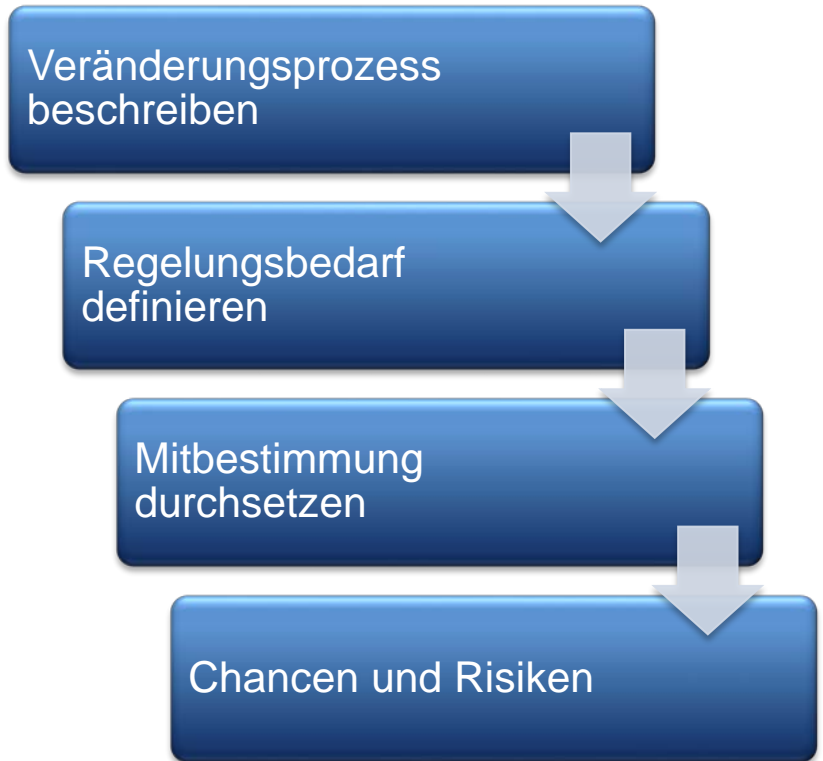 Veränderungsprozess
beschreiben
Regelungsbedarf
definieren
Mitbestimmung
durchsetzen
Chancen und Risiken